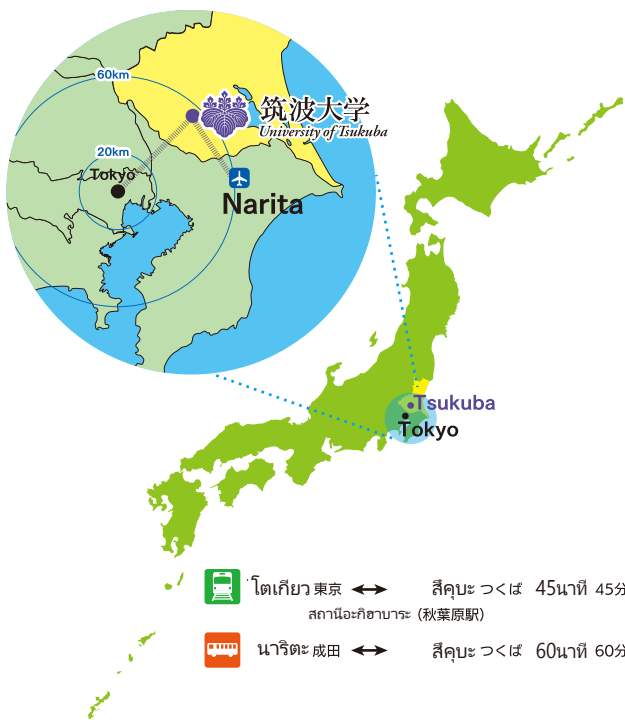 60km
筑波大学
University of Tsukuba
20km
Tokyo
Narita
Tsukuba
Tokyo
โตเกียว 東京 ↔ สึคุบะ つくば 45นาที 45分
สถานีอะกิฮาบาระ (秋葉原駅)
นาริตะ 成田 ↔ สึคุบะ つくば 60นาที 60分